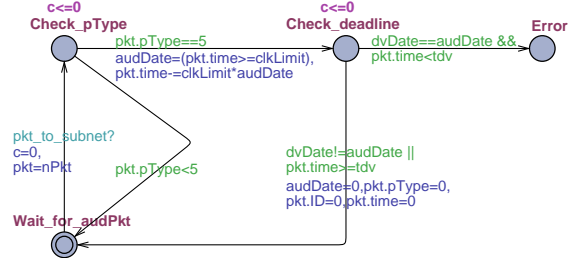 c<=0
Check_pType
c<=0
Check_deadline
Error
pkt.pType==5
audDate=(pkt.time>=clkLimit),
pkt.time-=clkLimit*audDate
dvDate==audDate &&
pkt.time<tdv
pkt_to_subnet?
c=0,
pkt=nPkt
pkt.pType<5
dvDate!=audDate ||
pkt.time>=tdv
audDate=0,pkt.pType=0,
pkt.ID=0,pkt.time=0
Wait_for_audPkt